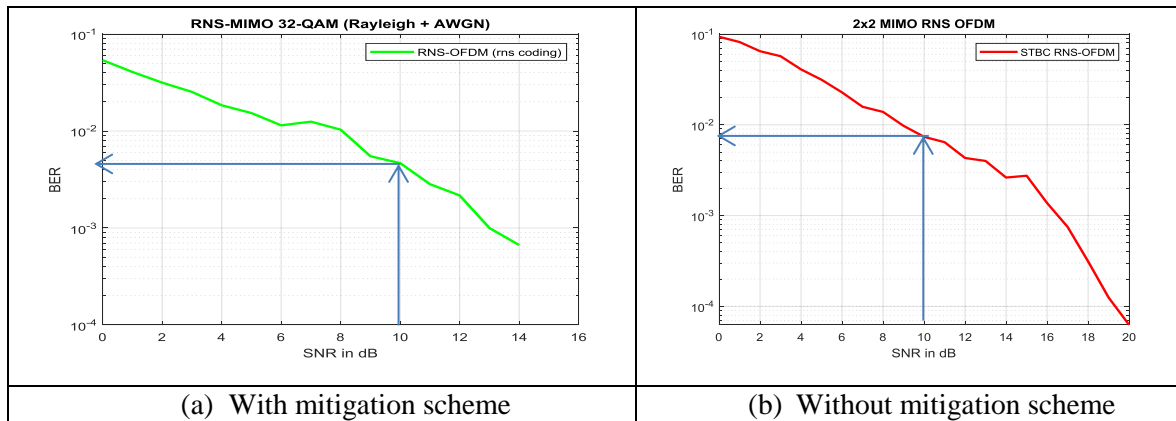 RNS-MIMO 32-QAM (Rayleigh + AWGN)
RNS-OFDM (rns coding)
10⁻¹
10⁻²
10⁻³
10⁻⁴
BER
0 2 4 6 8 10 12 14 16
SNR in dB
2x2 MIMO RNS OFDM
STBC RNS-OFDM
10⁻¹
10⁻²
10⁻³
10⁻⁴
BER
0 2 4 6 8 10 12 14 16 18 20
SNR in dB
(a) With mitigation scheme
(b) Without mitigation scheme